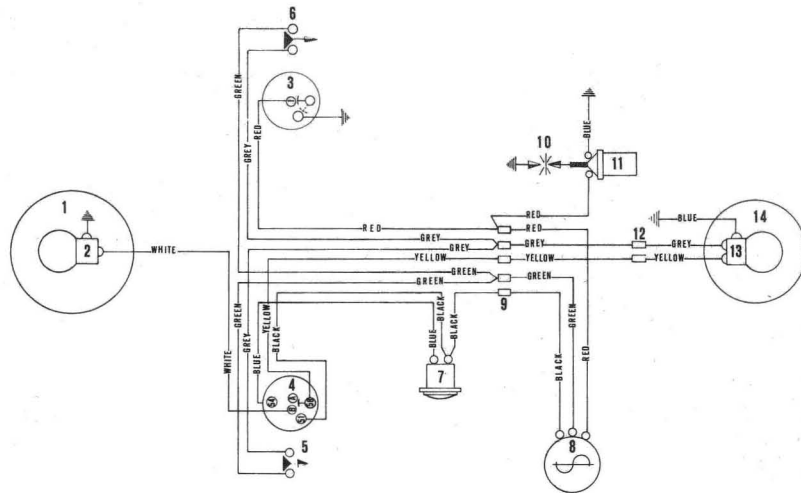 6
3
GREEN
GREY
RED
10
11
BLUE
1
2
WHITE
RED
RED
RED
GREY
GREY
GREY
GREY
12
YELLOW
YELLOW
YELLOW
GREEN
GREEN
GREEN
BLUE
14
13
9
WHITE
GREEN
GREY
BLUE
YELLOW
BLACK
BLUE
BLACK
BLACK
7
BLACK
GREEN
RED
4
5
8